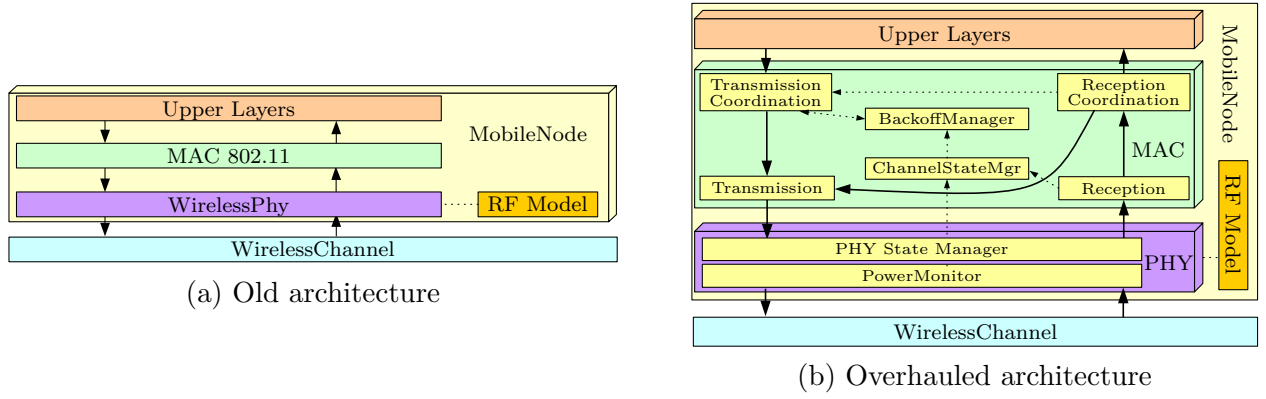 Upper Layers
MobileNode
MAC 802.11
WirelessPhy
RF Model
WirelessChannel
(a) Old architecture
Upper Layers
MobileNode
Transmission
Coordination
Reception
Coordination
BackoffManager
MAC
ChannelStateMgr
Transmission
Reception
RF Model
PHY State Manager
PHY
PowerMonitor
WirelessChannel
(b) Overhauled architecture